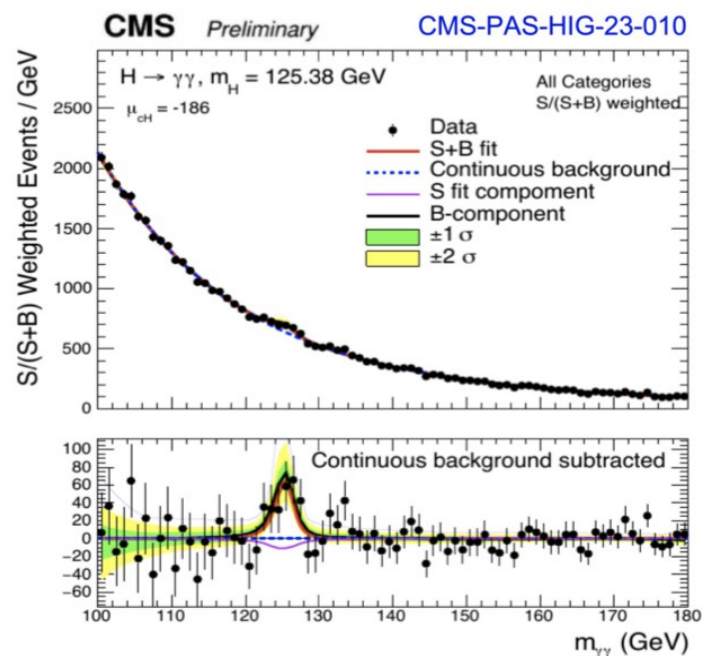 CMS Preliminary CMS-PAS-HIG-23-010
H → γγ, m_H = 125.38 GeV
μ_cH = -186
All Categories
S/(S+B) weighted
Data
S+B fit
Continuous background
S fit compoment
B-component
±1 σ
±2 σ
S/(S+B) Weighted Events / GeV
2500
2000
1500
1000
500
0
Continuous background subtracted
100
80
60
40
20
0
−20
−40
−60
100 110 120 130 140 150 160 170 180
m_γγ (GeV)